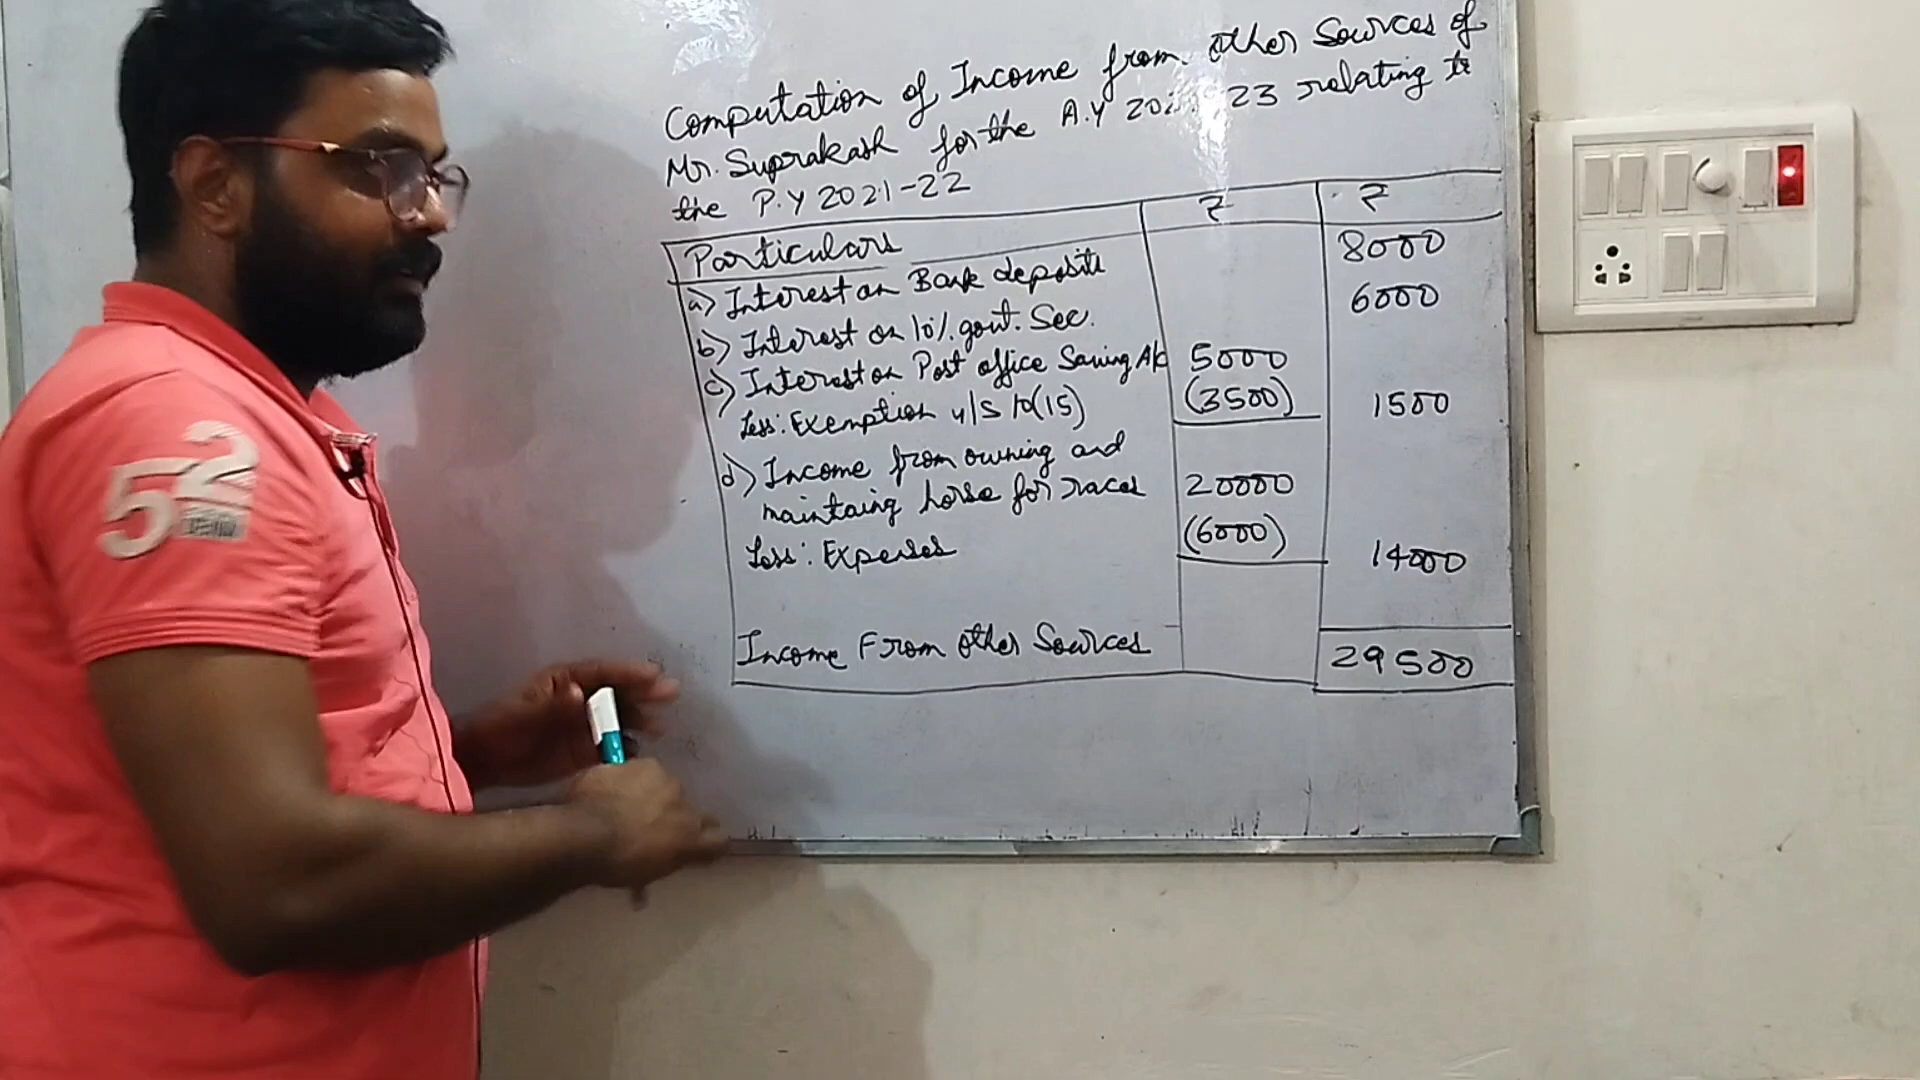 Computation of Income from other Sources of
Mr. Suprakash for the A.Y 23 relating to
the P.Y 2021-22
Particulars ₹ ₹
a) Interest on Bank deposits 8000
b) Interest on 10% govt. Sec. 6000
c) Interest on Post office Saving A/c 5000
Less: Exemption u/s 10(15) (3500) 1500
d) Income from owning and
maintaing horse for races 20000
Less: Expenses (6000) 14000
Income From other Sources 29500
52